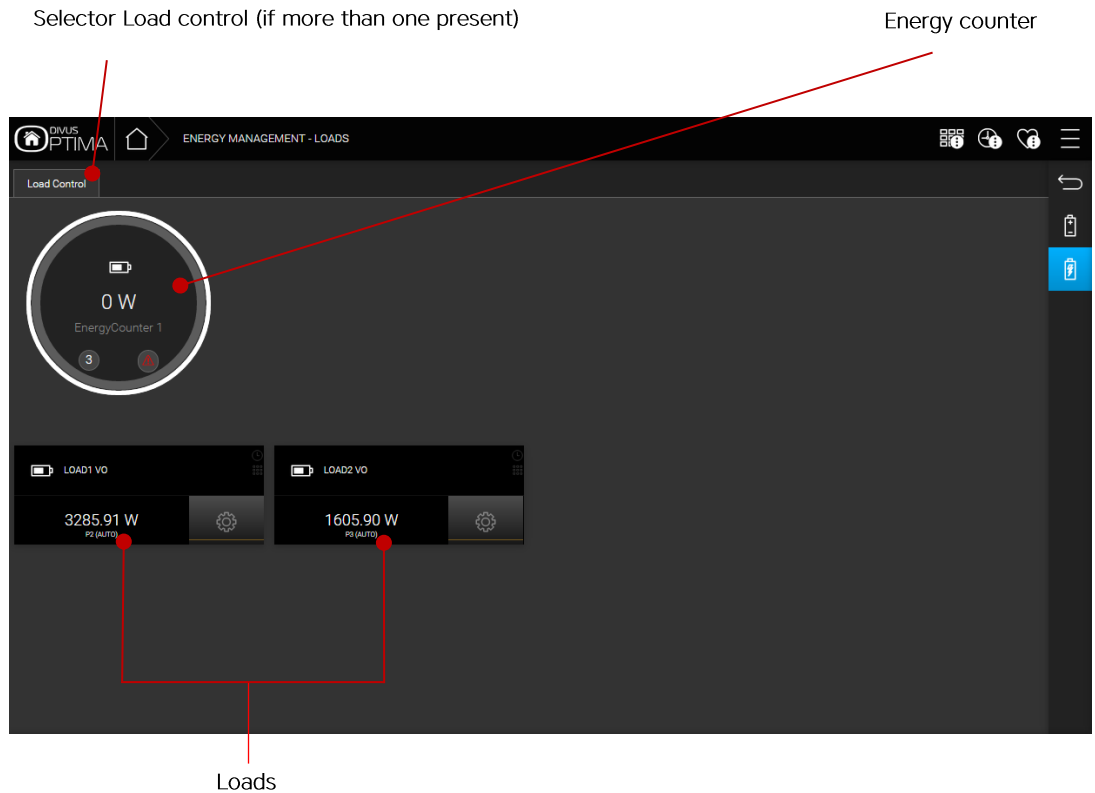 Selector Load control (if more than one present)
Energy counter
DIVUS
OPTIMA
ENERGY MANAGEMENT - LOADS
Load Control
0 W
EnergyCounter 1
3
LOAD1 VO
LOAD2 VO
3285.91 W
P2 (AUTO)
1605.90 W
P3 (AUTO)
Loads